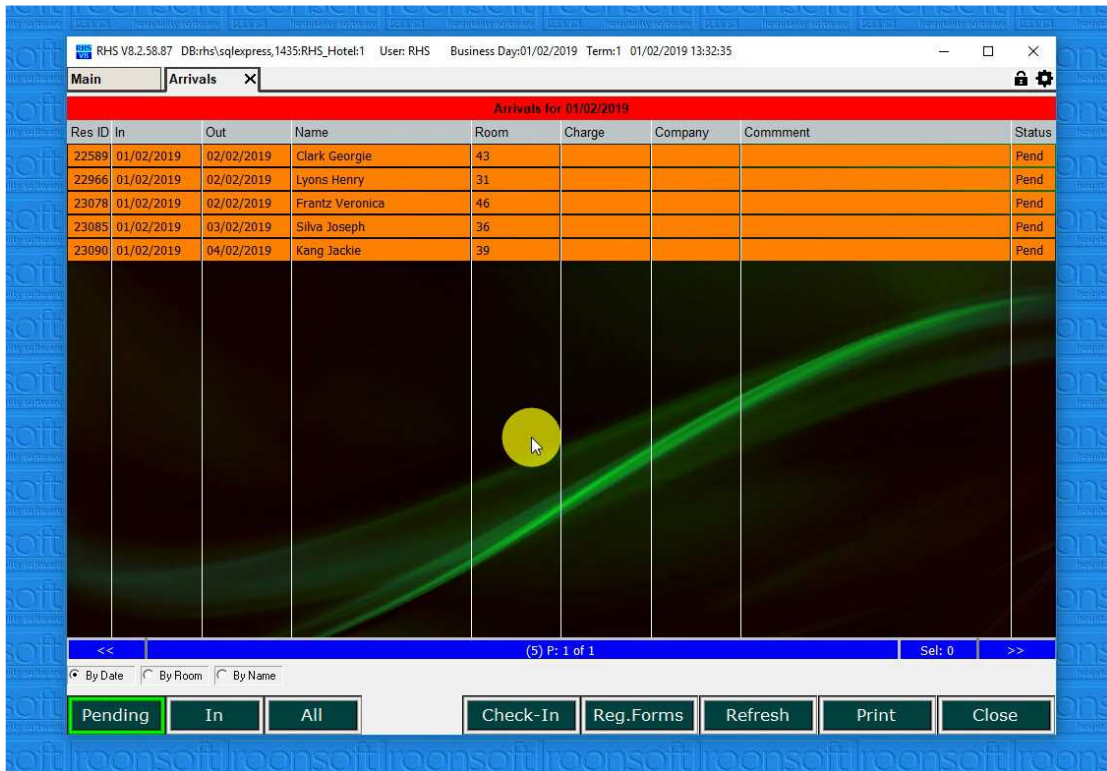 RHS V8.2.58.87 DB:rhs\sqlexpress,1435:RHS_Hotel:1 User: RHS Business Day:01/02/2019 Term:1 01/02/2019 13:32:35
Main Arrivals X
Arrivals for 01/02/2019
Res ID In Out Name Room Charge Company Commment Status
22589 01/02/2019 02/02/2019 Clark Georgie 43 Pend
22966 01/02/2019 02/02/2019 Lyons Henry 31 Pend
23078 01/02/2019 02/02/2019 Frantz Veronica 46 Pend
23085 01/02/2019 03/02/2019 Silva Joseph 36 Pend
23090 01/02/2019 04/02/2019 Kang Jackie 39 Pend
<< (5) P: 1 of 1 Sel: 0 >>
By Date By Room By Name
Pending In All Check-In Reg.Forms Refresh Print Close